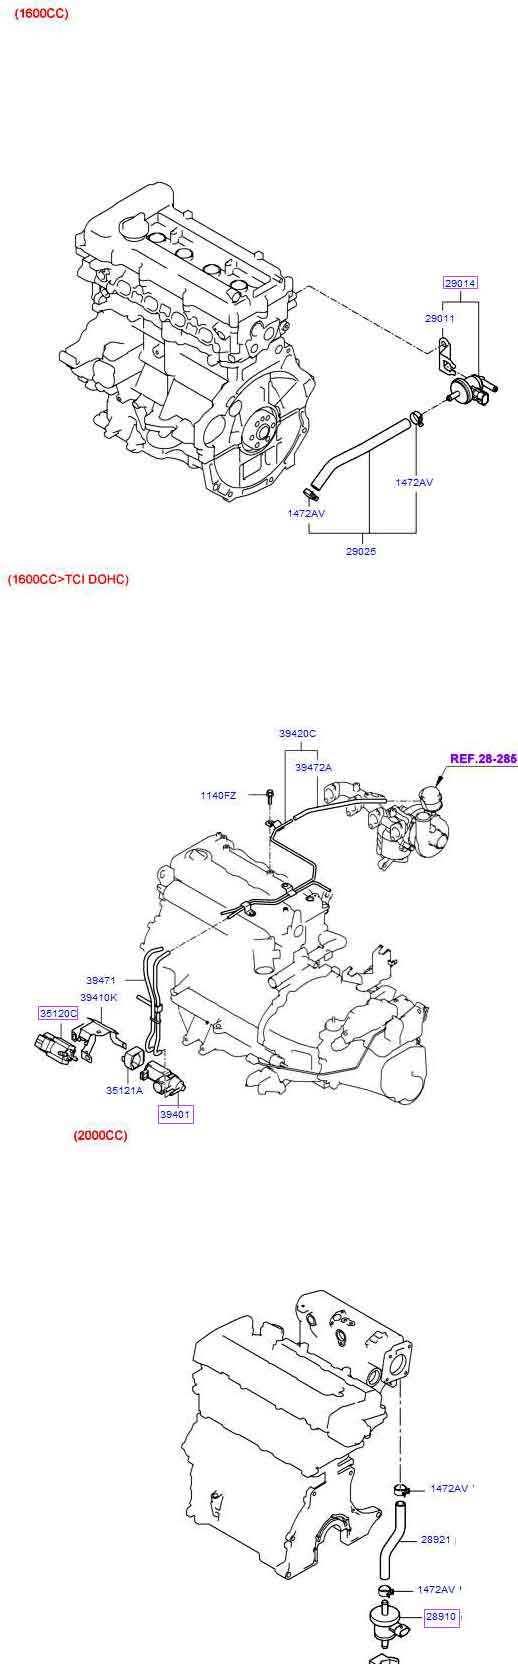 (1600CC)
29014
29011
1472AV
1472AV
29025
(1600CC>TCI DOHC)
39420C
REF.28-285
39472A
1140FZ
39471
39410K
35120C
35121A
39401
(2000CC)
1472AV
28921
1472AV
28910